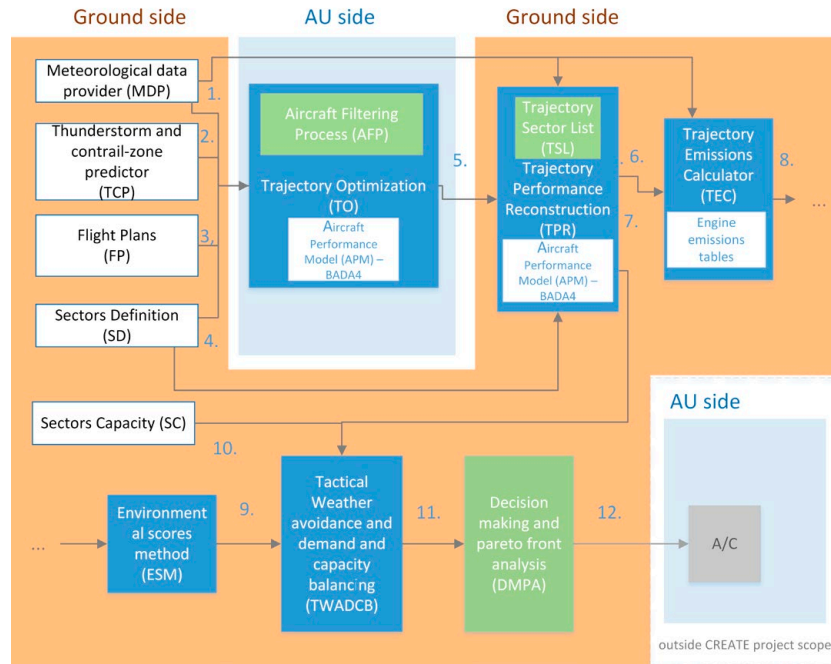 Ground side
AU side
Ground side
Meteorological data
provider (MDP)
1.
Thunderstorm and
contrail-zone
predictor
(TCP)
2.
Flight Plans
(FP)
3,
Sectors Definition
(SD)
4.
Aircraft Filtering
Process (AFP)
Trajectory Optimization
(TO)
Aircraft
Performance
Model (APM) –
BADA4
5.
Trajectory
Sector List
(TSL)
Trajectory
Performance
Reconstruction
(TPR)
Aircraft
Performance
Model (APM) –
BADA4
. 6.
7.
Trajectory
Emissions
Calculator
(TEC)
Engine
emissions
tables
8.
...
Sectors Capacity (SC)
10.
...
Environment
al scores
method
(ESM)
9.
Tactical
Weather
avoidance and
demand and
capacity
balancing
(TWADCB)
11.
Decision
making and
pareto front
analysis
(DMPA)
12.
AU side
A/C
outside CREATE project scope